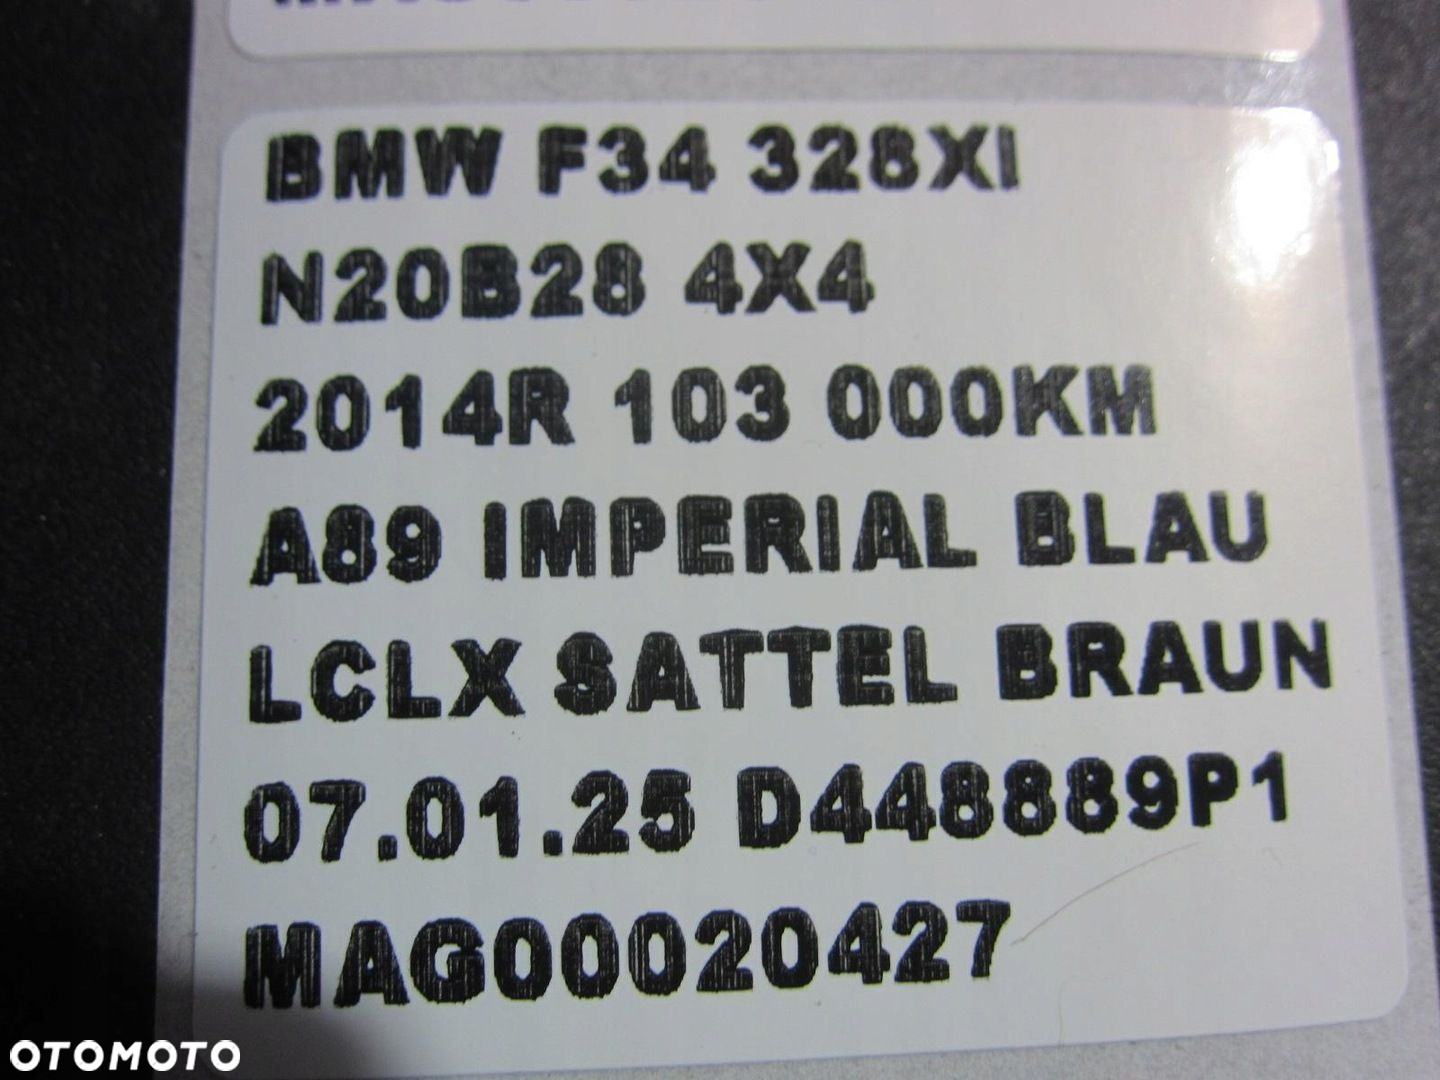 BMW F34 328XI
N20B28 4X4
2014R 103 000KM
A89 IMPERIAL BLAU
LCLX SATTEL BRAUN
07.01.25 D448889P1
MAG00020427
OTOMOTO